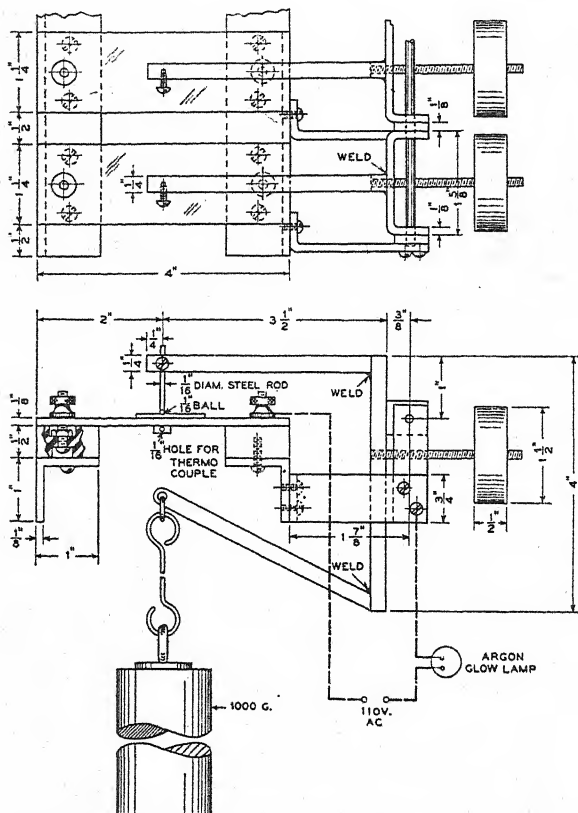 1 1/4"
1/2"
1 1/4"
1/2"
1/4"
WELD
1/8"
1 5/8"
1/8"
4"
2"
3 1/2"
3/8"
1/4"
1/4"
1/16" DIAM. STEEL ROD
1/16" BALL
WELD
1"
1/8"
1/2"
1"
1/16" HOLE FOR
THERMO
COUPLE
3/4"
1 1/2"
4"
1/2"
1/8"
1"
1 7/8"
WELD
ARGON
GLOW LAMP
110V.
AC
1000 G.